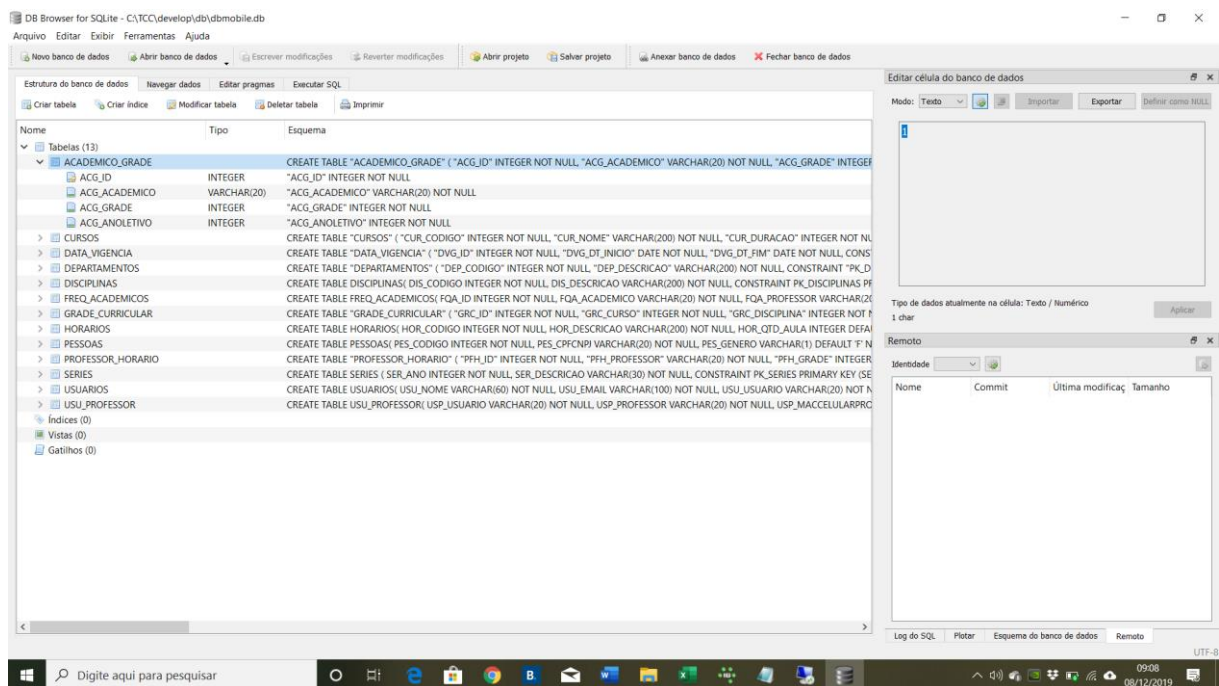 DB Browser for SQLite - C:\TCC\develop\db\dbmobile.db
Arquivo Editar Exibir Ferramentas Ajuda
Novo banco de dados Abrir banco de dados Escrever modificações Reverter modificações Abrir projeto Salvar projeto Anexar banco de dados Fechar banco de dados
Estrutura do banco de dados Navegar dados Editar pragmas Executar SQL
Criar tabela Criar índice Modificar tabela Deletar tabela Imprimir
Nome Tipo Esquema
Tabelas (13)
ACADEMICO_GRADE CREATE TABLE "ACADEMICO_GRADE" ( "ACG_ID" INTEGER NOT NULL, "ACG_ACADEMICO" VARCHAR(20) NOT NULL, "ACG_GRADE" INTEGER
ACG_ID INTEGER "ACG_ID" INTEGER NOT NULL
ACG_ACADEMICO VARCHAR(20) "ACG_ACADEMICO" VARCHAR(20) NOT NULL
ACG_GRADE INTEGER "ACG_GRADE" INTEGER NOT NULL
ACG_ANOLETIVO INTEGER "ACG_ANOLETIVO" INTEGER NOT NULL
CURSOS CREATE TABLE "CURSOS" ( "CUR_CODIGO" INTEGER NOT NULL, "CUR_NOME" VARCHAR(200) NOT NULL, "CUR_DURACAO" INTEGER NOT NU
DATA_VIGENCIA CREATE TABLE "DATA_VIGENCIA" ( "DVG_ID" INTEGER NOT NULL, "DVG_DT_INICIO" DATE NOT NULL, "DVG_DT_FIM" DATE NOT NULL, CONS
DEPARTAMENTOS CREATE TABLE "DEPARTAMENTOS" ( "DEP_CODIGO" INTEGER NOT NULL, "DEP_DESCRICAO" VARCHAR(200) NOT NULL, CONSTRAINT "PK_D
DISCIPLINAS CREATE TABLE DISCIPLINAS( DIS_CODIGO INTEGER NOT NULL, DIS_DESCRICAO VARCHAR(200) NOT NULL, CONSTRAINT PK_DISCIPLINAS PR
FREQ_ACADEMICOS CREATE TABLE FREQ_ACADEMICOS( FQA_ID INTEGER NOT NULL, FQA_ACADEMICO VARCHAR(20) NOT NULL, FQA_PROFESSOR VARCHAR(20
GRADE_CURRICULAR CREATE TABLE "GRADE_CURRICULAR" ( "GRC_ID" INTEGER NOT NULL, "GRC_CURSO" INTEGER NOT NULL, "GRC_DISCIPLINA" INTEGER NOT
HORARIOS CREATE TABLE HORARIOS( HOR_CODIGO INTEGER NOT NULL, HOR_DESCRICAO VARCHAR(200) NOT NULL, HOR_QTD_AULA INTEGER DEFA
PESSOAS CREATE TABLE PESSOAS( PES_CODIGO INTEGER NOT NULL, PES_CPFCNPJ VARCHAR(20) NOT NULL, PES_GENERO VARCHAR(1) DEFAULT 'F' N
PROFESSOR_HORARIO CREATE TABLE "PROFESSOR_HORARIO" ( "PFH_ID" INTEGER NOT NULL, "PFH_PROFESSOR" VARCHAR(20) NOT NULL, "PFH_GRADE" INTEGER
SERIES CREATE TABLE SERIES ( SER_ANO INTEGER NOT NULL, SER_DESCRICAO VARCHAR(30) NOT NULL, CONSTRAINT PK_SERIES PRIMARY KEY (SE
USUARIOS CREATE TABLE USUARIOS( USU_NOME VARCHAR(60) NOT NULL, USU_EMAIL VARCHAR(100) NOT NULL, USU_USUARIO VARCHAR(20) NOT N
USU_PROFESSOR CREATE TABLE USU_PROFESSOR( USP_USUARIO VARCHAR(20) NOT NULL, USP_PROFESSOR VARCHAR(20) NOT NULL, USP_MACCELULARPRO
Índices (0)
Vistas (0)
Gatilhos (0)
Editar célula do banco de dados
Modo: Texto Importar Exportar Definir como NULL
1
Tipo de dados atualmente na célula: Texto / Numérico
1 char
Aplicar
Remoto
Identidade
Nome Commit Última modificaç Tamanho
Log do SQL Plotar Esquema do banco de dados Remoto
UTF-8
Digite aqui para pesquisar
09:08
08/12/2019